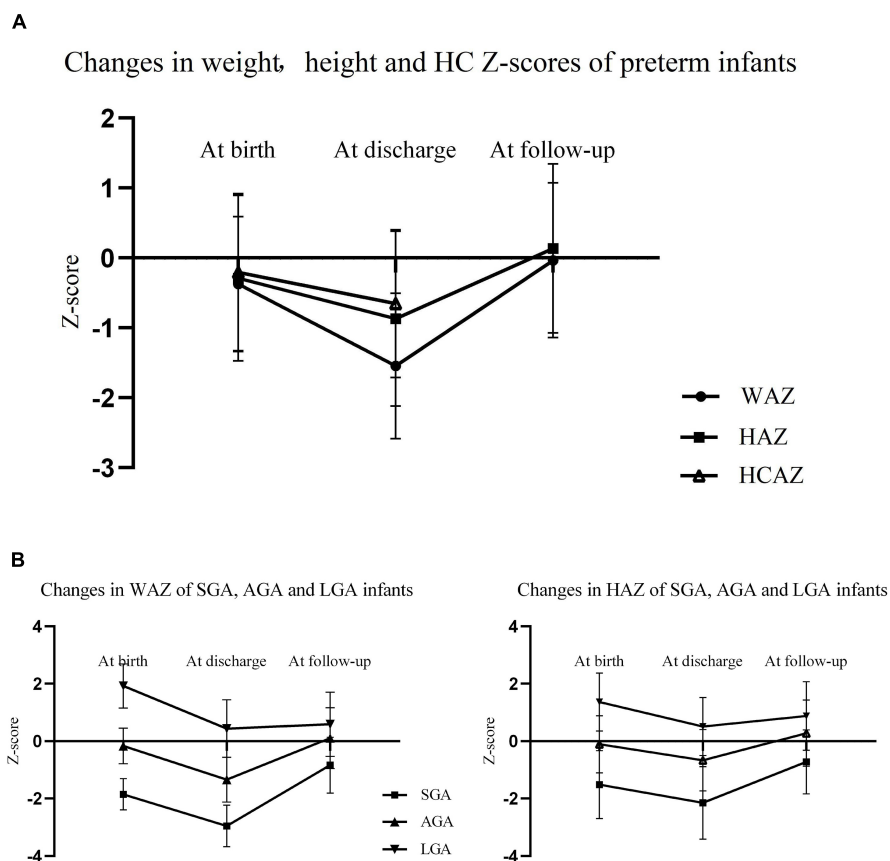 A
Changes in weight, height and HC Z-scores of preterm infants
2
At birth At discharge At follow-up
1
0
Z-score
-1
-2
-3
WAZ
HAZ
HCAZ
B
Changes in WAZ of SGA, AGA and LGA infants
4
At birth At discharge At follow-up
2
Z-score
0
-2
-4
SGA
AGA
LGA
Changes in HAZ of SGA, AGA and LGA infants
4
At birth At discharge At follow-up
2
Z-score
0
-2
-4